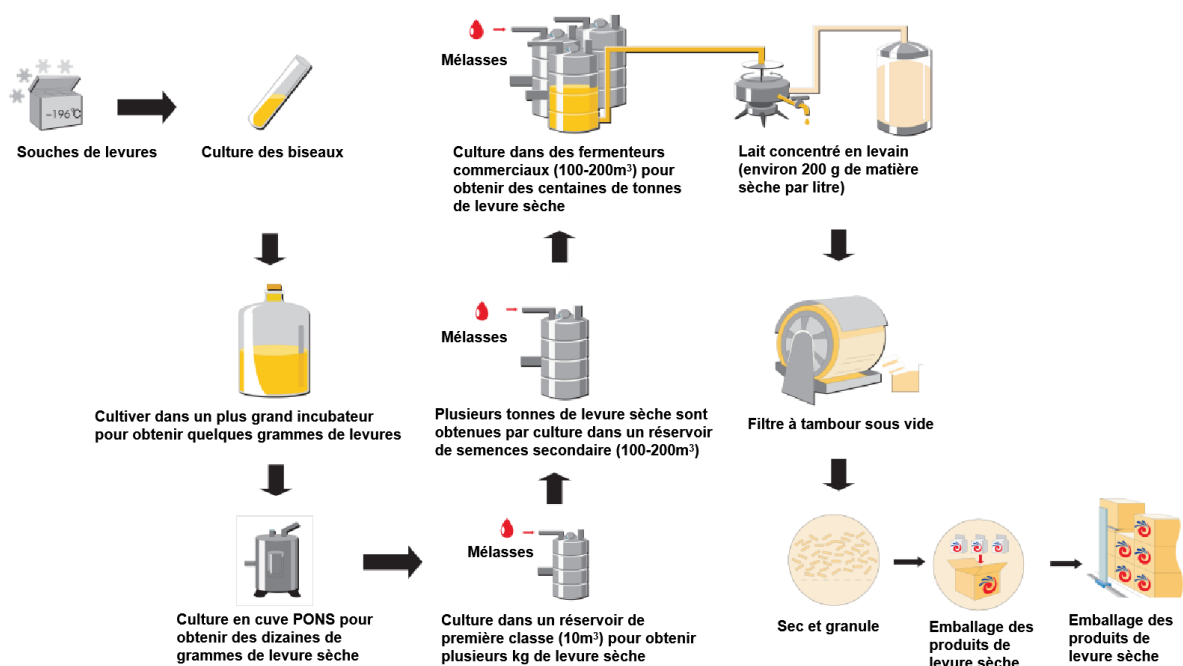 −196℃
Souches de levures
Culture des biseaux
Cultiver dans un plus grand incubateur
pour obtenir quelques grammes de levures
Culture en cuve PONS pour
obtenir des dizaines de
grammes de levure sèche
Mélasses
Culture dans un réservoir de
première classe (10m³) pour obtenir
plusieurs kg de levure sèche
Mélasses
Plusieurs tonnes de levure sèche sont
obtenues par culture dans un réservoir
de semences secondaire (100-200m³)
Mélasses
Culture dans des fermenteurs
commerciaux (100-200m³) pour
obtenir des centaines de tonnes
de levure sèche
Lait concentré en levain
(environ 200 g de matière
sèche par litre)
Filtre à tambour sous vide
Sec et granule
Emballage des
produits de
levure sèche
Emballage des
produits de
levure sèche